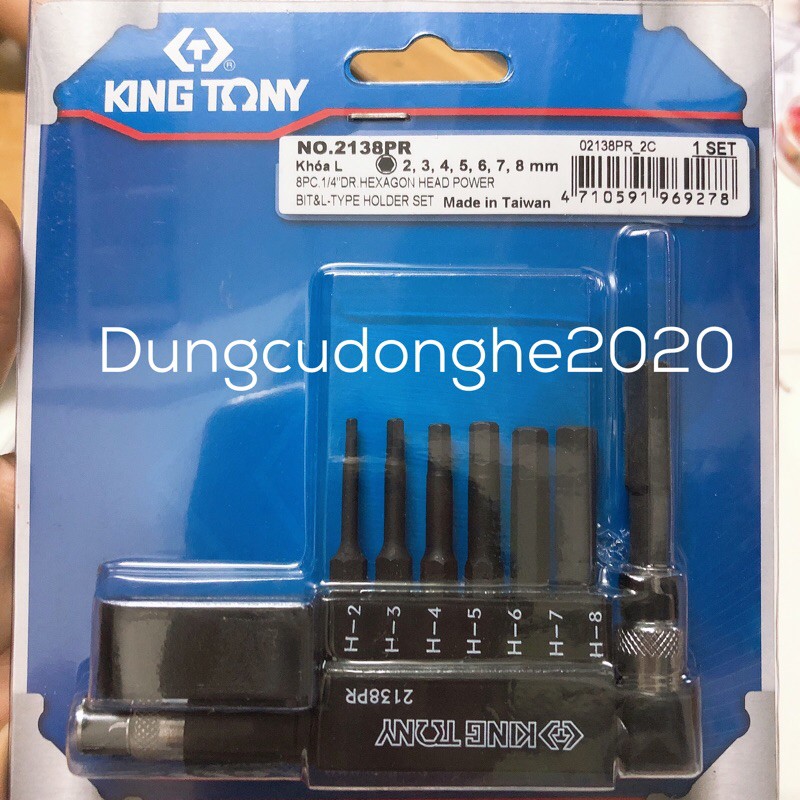 ®
KING TONY
NO.2138PR
02138PR_2C
1 SET
Khóa L 2, 3, 4, 5, 6, 7, 8 mm
8PC.1/4"DR.HEXAGON HEAD POWER
BIT&L-TYPE HOLDER SET Made in Taiwan
4 710591 969278
Dungcudonghe2020
H-2
H-3
H-4
H-5
H-6
H-7
H-8
2138PR
KING TONY